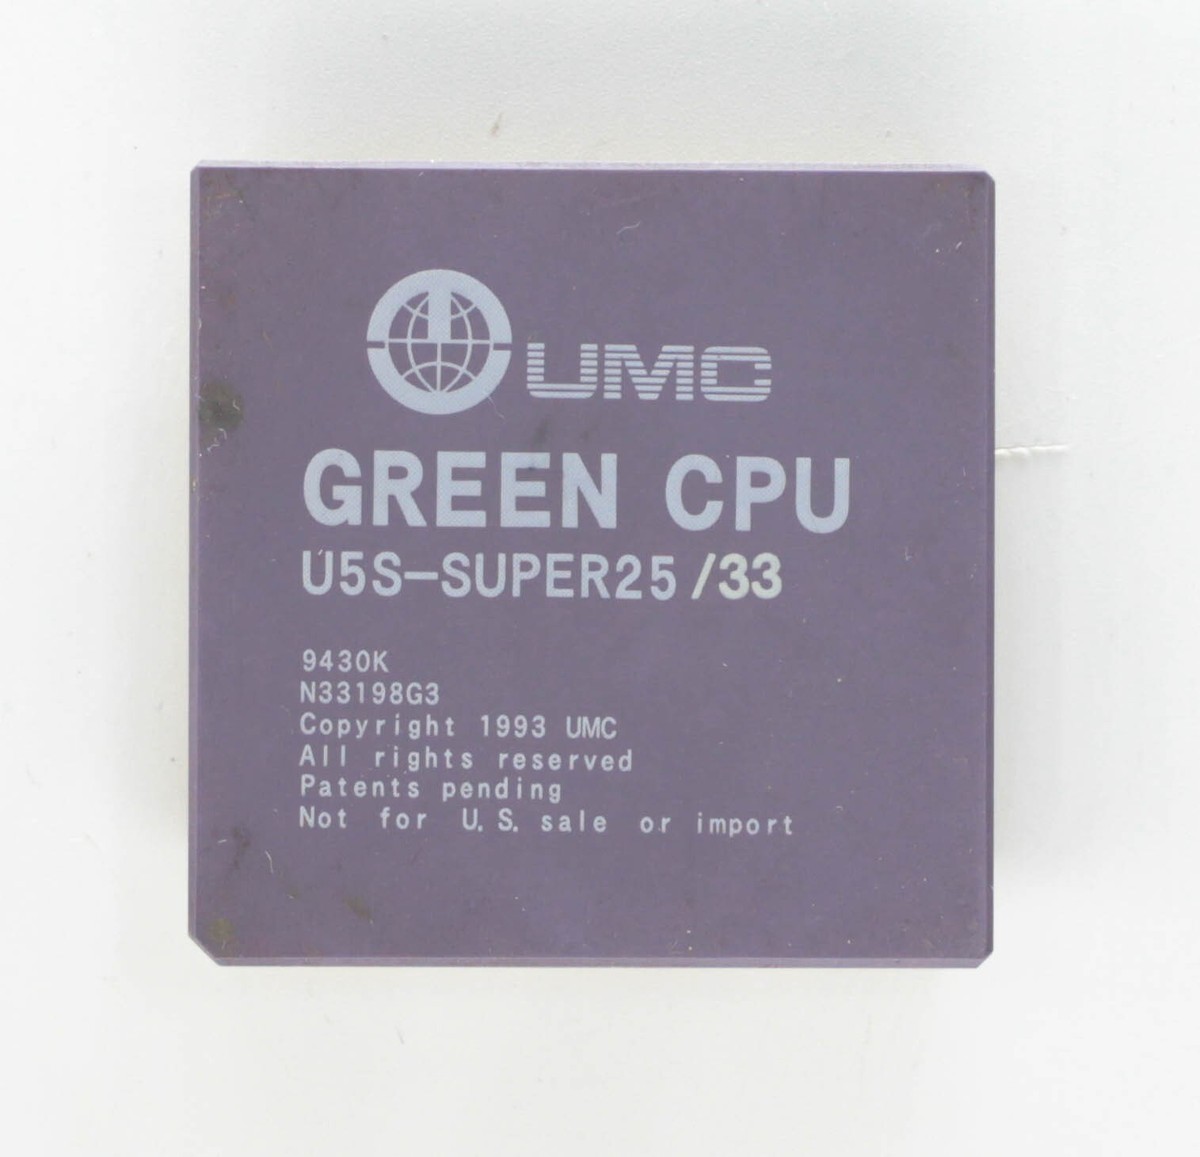 UMC
GREEN CPU
U5S-SUPER25 /33
9430K
N33198G3
Copyright 1993 UMC
All rights reserved
Patents pending
Not for U.S. sale or import